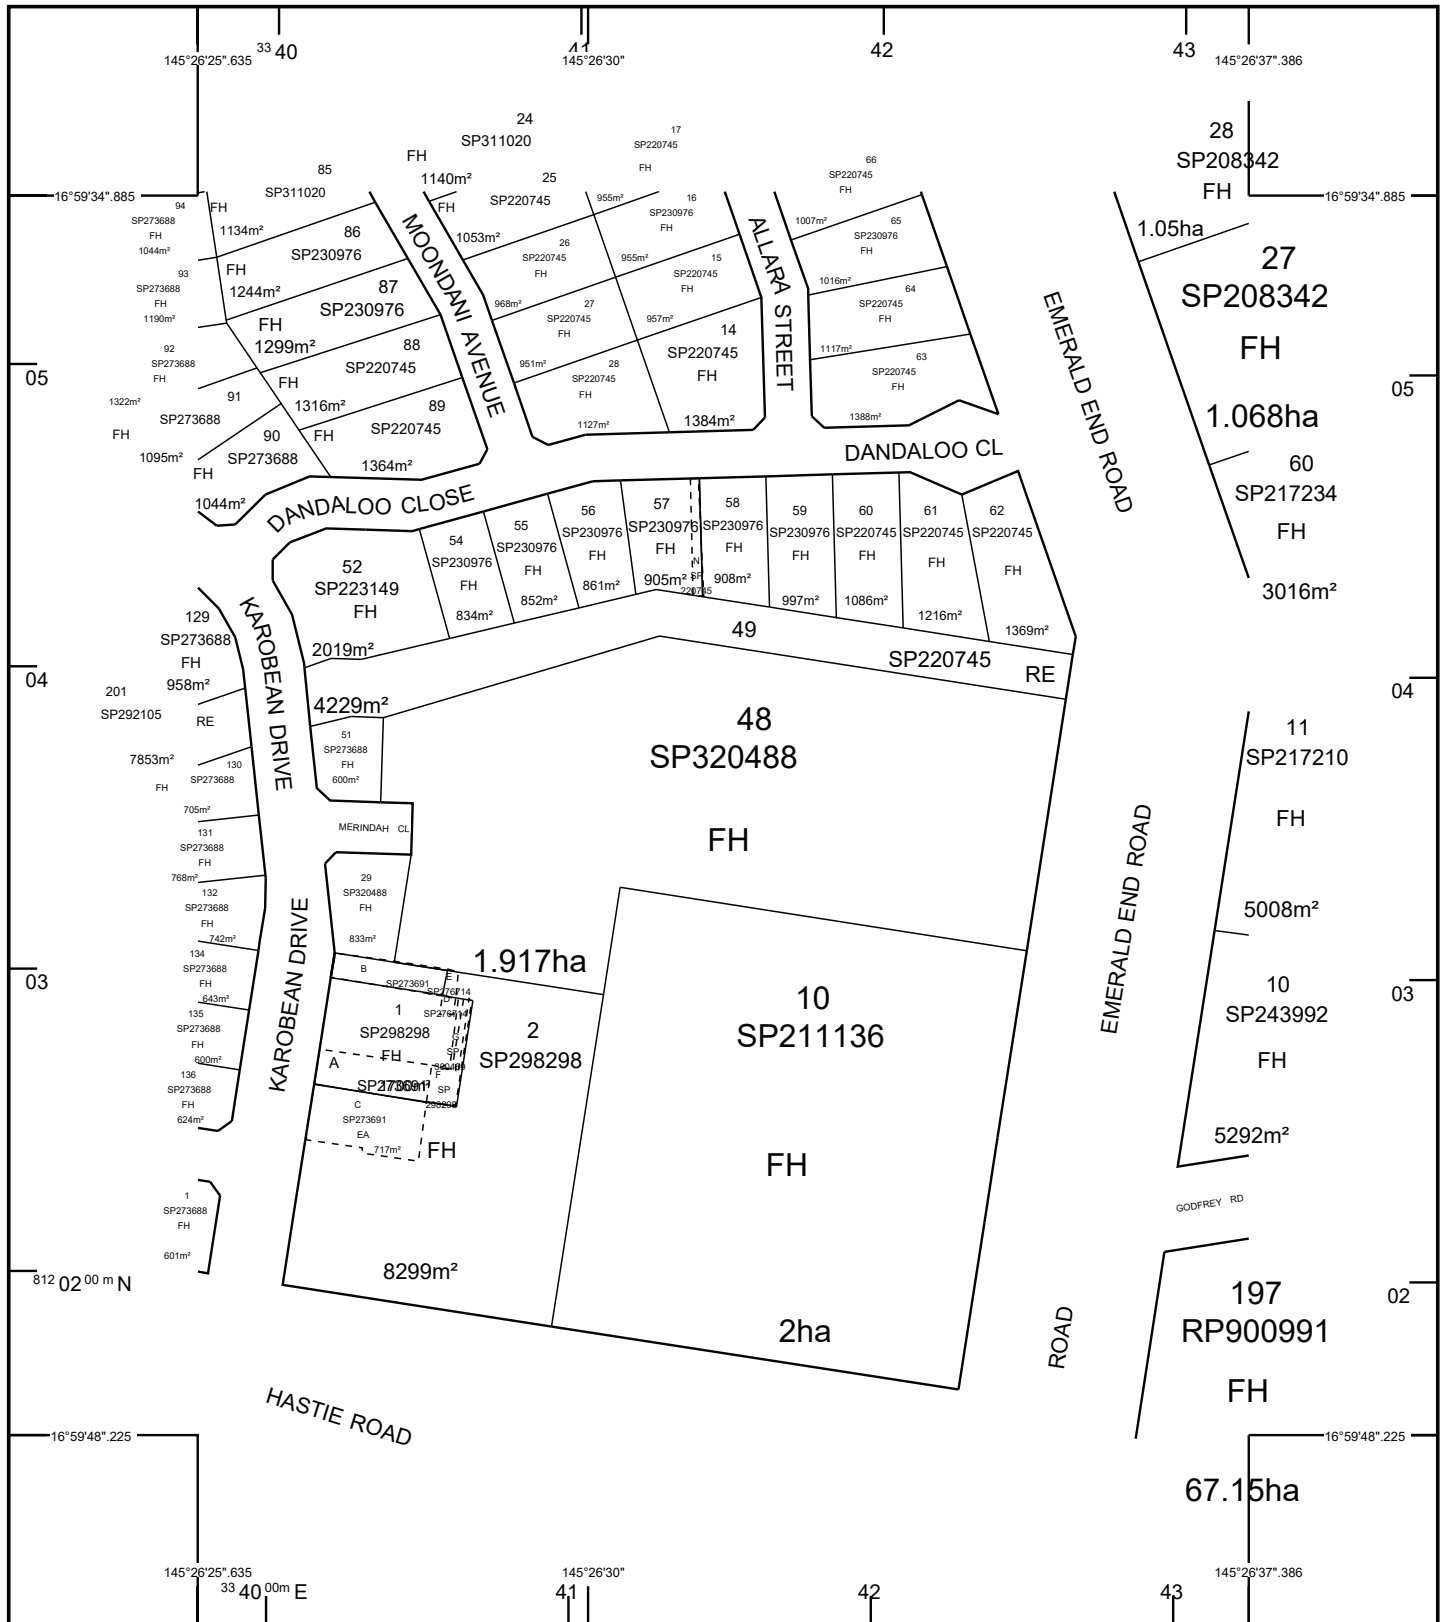 33 40
41
42
43
145°26'25".635
145°26'30"
145°26'37".386
16°59'34".885
16°59'34".885
24
SP311020
FH
1140m²
17
SP220745
FH
955m²
66
SP220745
FH
1007m²
28
SP208342
FH
1.05ha
85
SP311020
FH
1134m²
25
SP220745
FH
1053m²
16
SP230976
FH
955m²
94
SP273688
FH
1044m²
86
SP230976
FH
1244m²
26
SP220745
FH
968m²
15
SP220745
FH
957m²
65
SP230976
FH
1016m²
27
SP208342
FH
1.068ha
93
SP273688
FH
1190m²
87
SP230976
FH
1299m²
27
SP220745
FH
951m²
14
SP220745
FH
1384m²
64
SP220745
FH
1117m²
92
SP273688
FH
1322m²
88
SP220745
FH
1316m²
28
SP220745
FH
1127m²
63
SP220745
FH
1388m²
05
05
91
SP273688
FH
1095m²
89
SP220745
FH
1364m²
90
SP273688
FH
1044m²
60
SP217234
FH
3016m²
MOONDANI AVENUE
ALLARA STREET
EMERALD END ROAD
DANDALOO CL
DANDALOO CLOSE
52
SP223149
FH
2019m²
54
SP230976
FH
834m²
55
SP230976
FH
852m²
56
SP230976
FH
861m²
57
SP230976
FH
905m²
N
SP
220745
58
SP230976
FH
908m²
59
SP230976
FH
997m²
60
SP220745
FH
1086m²
61
SP220745
FH
1216m²
62
SP220745
FH
1369m²
129
SP273688
FH
958m²
KAROBEAN DRIVE
49
SP220745
RE
4229m²
04
04
201
SP292105
RE
7853m²
51
SP273688
FH
600m²
48
SP320488
FH
1.917ha
11
SP217210
FH
5008m²
130
SP273688
FH
705m²
MERINDAH CL
131
SP273688
FH
768m²
EMERALD END ROAD
132
SP273688
FH
742m²
29
SP320488
FH
833m²
KAROBEAN DRIVE
134
SP273688
FH
643m²
03
03
B
SP273691
E
SP276714
D
SP276714
10
SP211136
FH
2ha
10
SP243992
FH
5292m²
135
SP273688
FH
600m²
1
SP298298
FH
G
SP
2
SP298298
FH
8299m²
136
SP273688
FH
624m²
A
F
SP
298298
C
SP273691
EA
717m²
1
SP273688
FH
601m²
GODFREY RD
812 02 00 m N
02
197
RP900991
FH
67.15ha
ROAD
HASTIE ROAD
16°59'48".225
16°59'48".225
145°26'25".635
145°26'30"
145°26'37".386
33 40 00m E
41
42
43